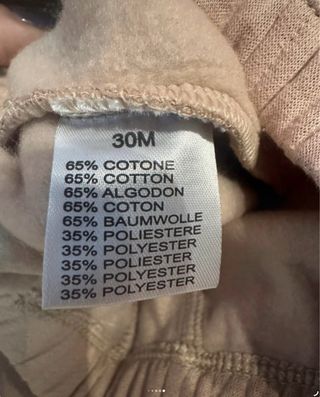 30M
65% COTONE
65% COTTON
65% ALGODON
65% COTON
65% BAUMWOLLE
35% POLIESTERE
35% POLYESTER
35% POLIESTER
35% POLYESTER
35% POLYESTER